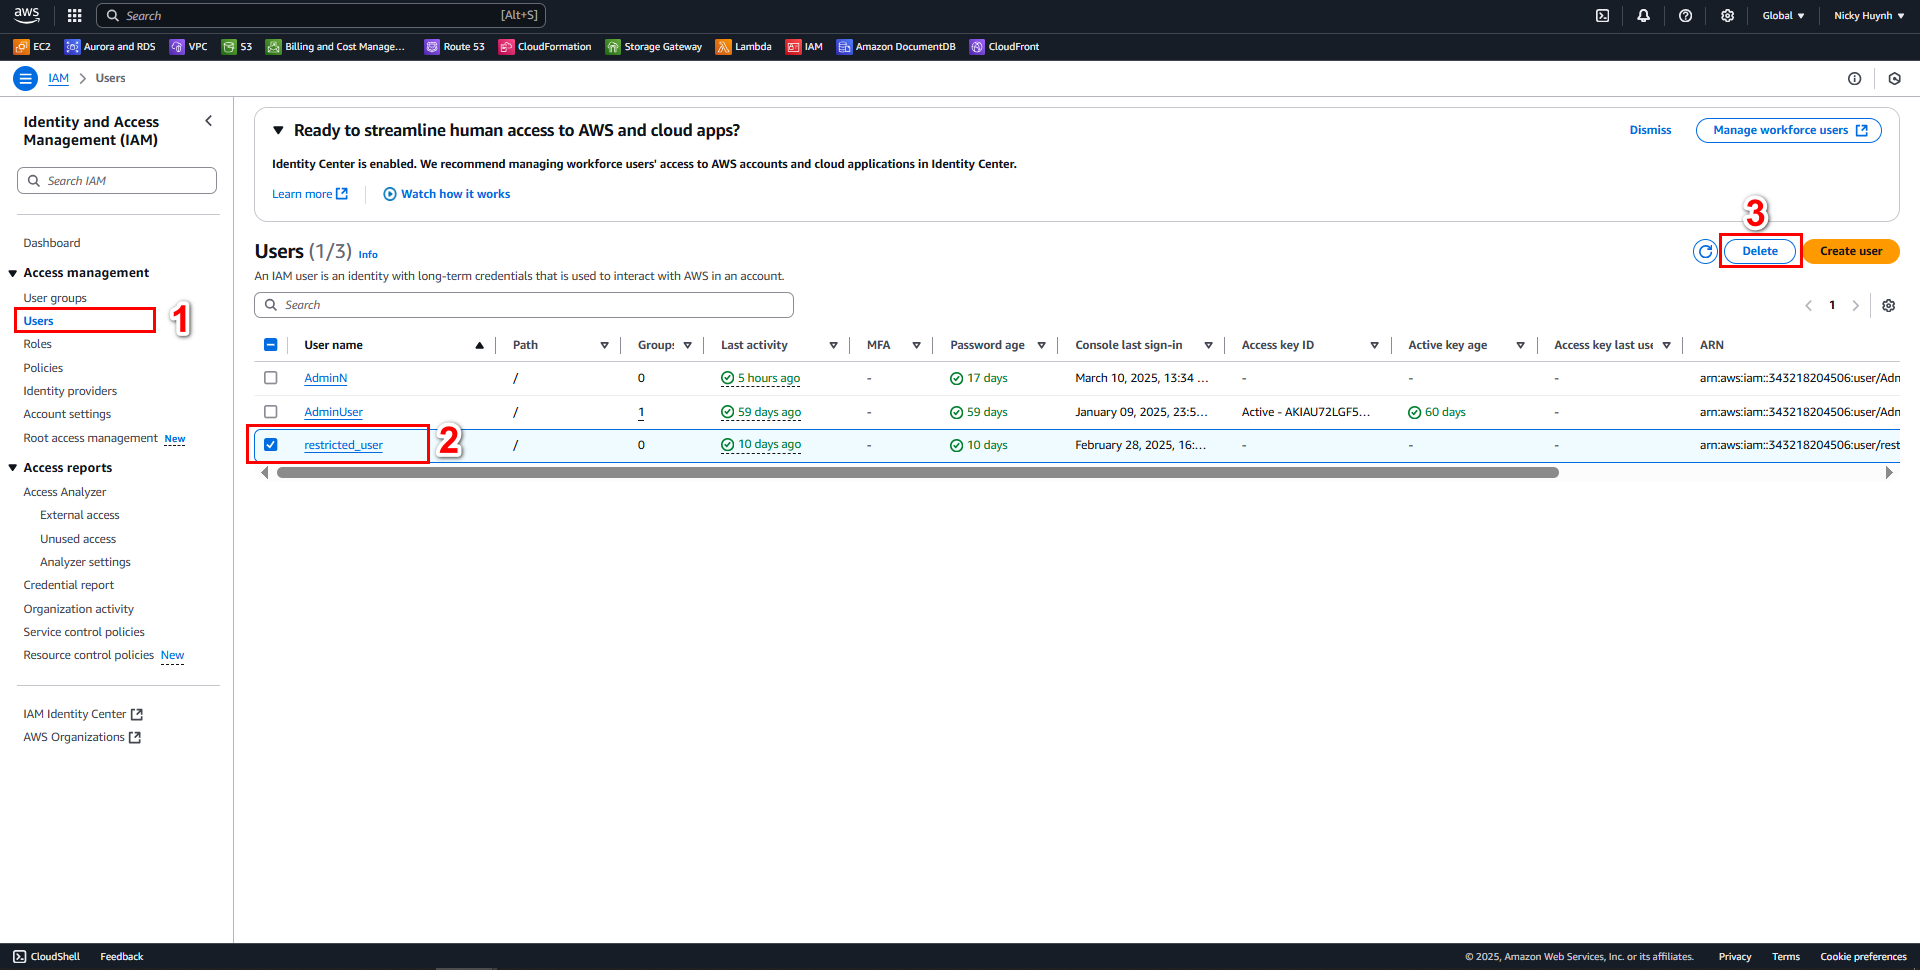 aws
Search
[Alt+S]
Global
Nicky Huynh
EC2
Aurora and RDS
VPC
S3
Billing and Cost Manage...
Route 53
CloudFormation
Storage Gateway
Lambda
IAM
Amazon DocumentDB
CloudFront
IAM
Users
Identity and Access
Management (IAM)
Search IAM
Dashboard
Access management
User groups
Users
1
Roles
Policies
Identity providers
Account settings
Root access management New
Access reports
Access Analyzer
External access
Unused access
Analyzer settings
Credential report
Organization activity
Service control policies
Resource control policies New
IAM Identity Center
AWS Organizations
Ready to streamline human access to AWS and cloud apps?
Dismiss
Manage workforce users
Identity Center is enabled. We recommend managing workforce users' access to AWS accounts and cloud applications in Identity Center.
Learn more
Watch how it works
3
Users (1/3) Info
Delete
Create user
An IAM user is an identity with long-term credentials that is used to interact with AWS in an account.
Search
1
User name Path Groups Last activity MFA Password age Console last sign-in Access key ID Active key age Access key last use ARN
AdminN / 0 5 hours ago - 17 days March 10, 2025, 13:34 ... - - - arn:aws:iam::343218204506:user/Adm
AdminUser / 1 59 days ago - 59 days January 09, 2025, 23:5... Active - AKIAU72LGF5... 60 days - arn:aws:iam::343218204506:user/Adm
restricted_user / 0 10 days ago - 10 days February 28, 2025, 16:... - - - arn:aws:iam::343218204506:user/rest
2
CloudShell
Feedback
© 2025, Amazon Web Services, Inc. or its affiliates.
Privacy
Terms
Cookie preferences